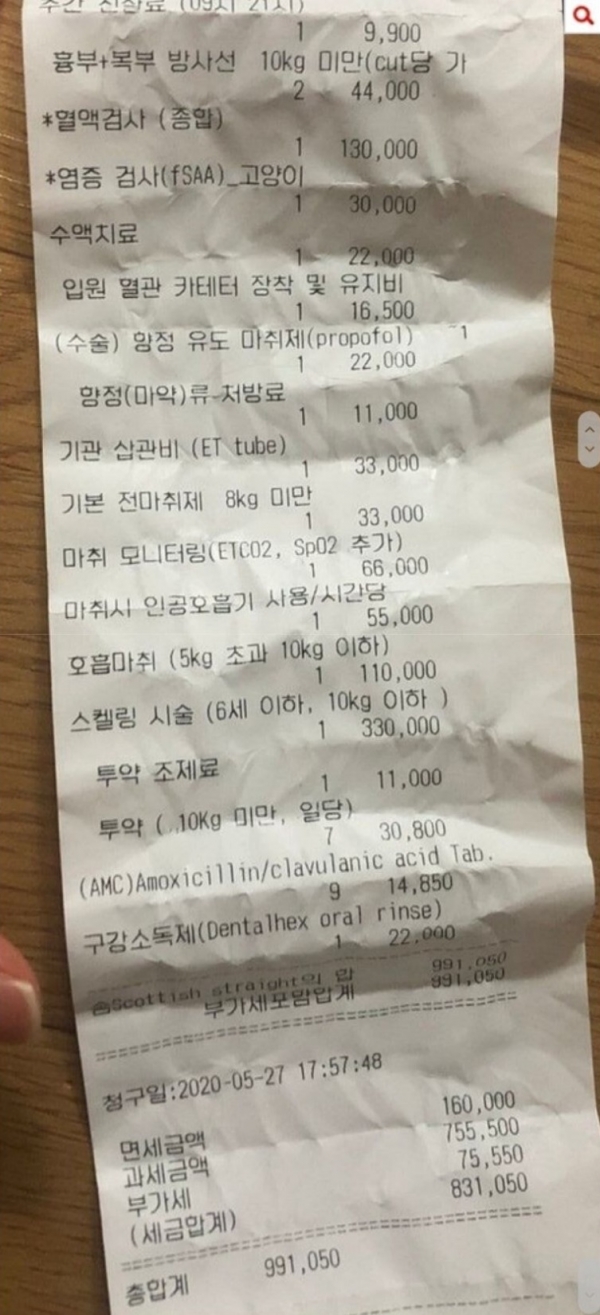 주간 진찰료 (09시 21시)
1 9,900
흉부+복부 방사선 10kg 미만(cut당 가
2 44,000
*혈액검사 (종합)
1 130,000
*염증 검사(fSAA)_고양이
1 30,000
수액치료
1 22,000
입원 혈관 카테터 장착 및 유지비
1 16,500
(수술) 향정 유도 마취제(propofol) ~1
1 22,000
향정(마약)류-처방료
1 11,000
기관 삽관비 (ET tube)
1 33,000
기본 전마취제 8kg 미만
1 33,000
마취 모니터링(ETCO2, SpO2 추가)
1 66,000
마취시 인공호흡기 사용/시간당
1 55,000
호흡마취 (5kg 초과 10kg 이하)
1 110,000
스켈링 시술 (6세 이하, 10kg 이하 )
1 330,000
투약 조제료
1 11,000
투약 ( 10Kg 미만, 일당)
7 30,800
(AMC)Amoxicillin/clavulanic acid Tab.
9 14,850
구강소독제(Dentalhex oral rinse)
1 22,000
Scottish straight의 합 991,050
부가세포함합계 991,050
청구일:2020-05-27 17:57:48
면세금액 160,000
과세금액 755,500
부가세 75,550
(세금합계) 831,050
총합계 991,050